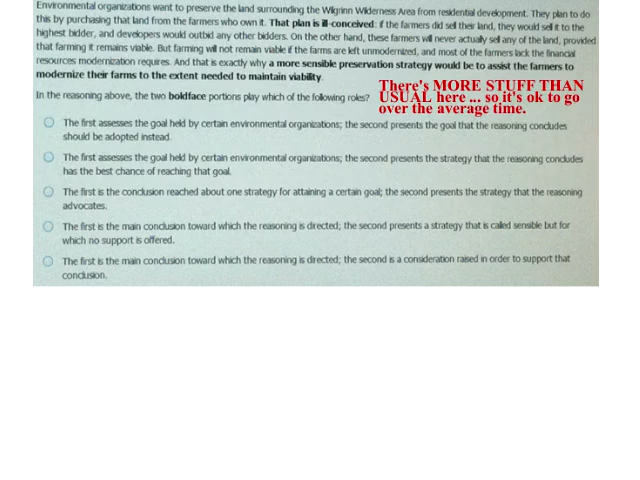 Environmental organizations want to preserve the land surrounding the Wilgrinn Wilderness Area from residential development. They plan to do
this by purchasing that land from the farmers who own it. That plan is ill-conceived: if the farmers did sell their land, they would sell it to the
highest bidder, and developers would outbid any other bidders. On the other hand, these farmers will never actually sell any of the land, provided
that farming it remains viable. But farming will not remain viable if the farms are left unmodernized, and most of the farmers lack the financial
resources modernization requires. And that is exactly why a more sensible preservation strategy would be to assist the farmers to
modernize their farms to the extent needed to maintain viability.
There's MORE STUFF THAN
In the reasoning above, the two boldface portions play which of the following roles? USUAL here ... so it's ok to go
over the average time.
The first assesses the goal held by certain environmental organizations; the second presents the goal that the reasoning concludes
should be adopted instead.
The first assesses the goal held by certain environmental organizations; the second presents the strategy that the reasoning concludes
has the best chance of reaching that goal.
The first is the conclusion reached about one strategy for attaining a certain goal; the second presents the strategy that the reasoning
advocates.
The first is the main conclusion toward which the reasoning is directed; the second presents a strategy that is called sensible but for
which no support is offered.
The first is the main conclusion toward which the reasoning is directed; the second is a consideration raised in order to support that
conclusion.